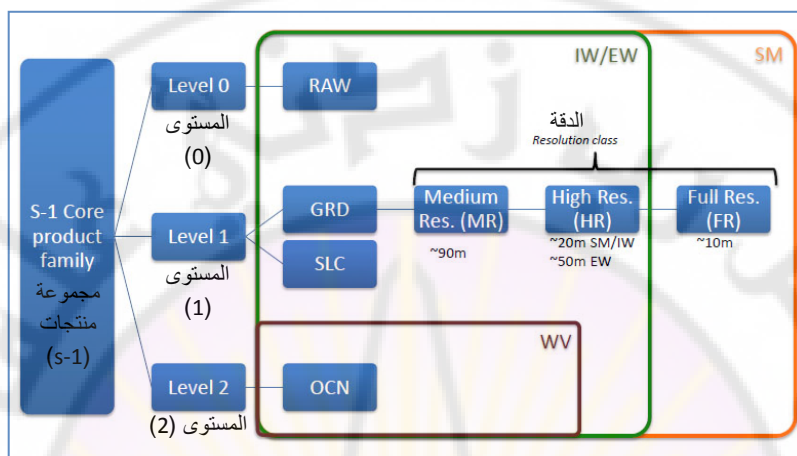 IW/EW
SM
Level 0
RAW
المستوى
(0)
الدقة
Resolution class
S-1 Core
product
family
مجموعة
منتجات
(s-1)
Level 1
المستوى
(1)
GRD
SLC
Medium
Res. (MR)
~90m
High Res.
(HR)
~20m SM/IW
~50m EW
Full Res.
(FR)
~10m
WV
Level 2
OCN
المستوى (2)